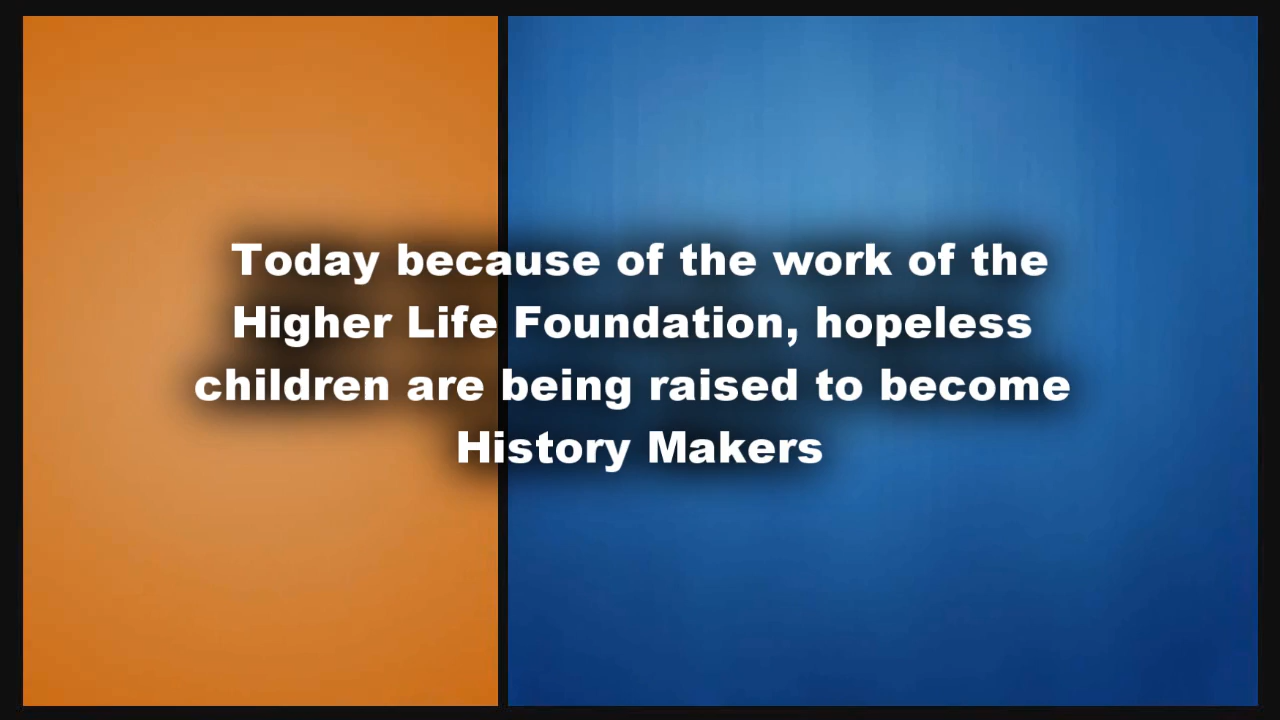 Today because of the work of the
Higher Life Foundation, hopeless
children are being raised to become
History Makers